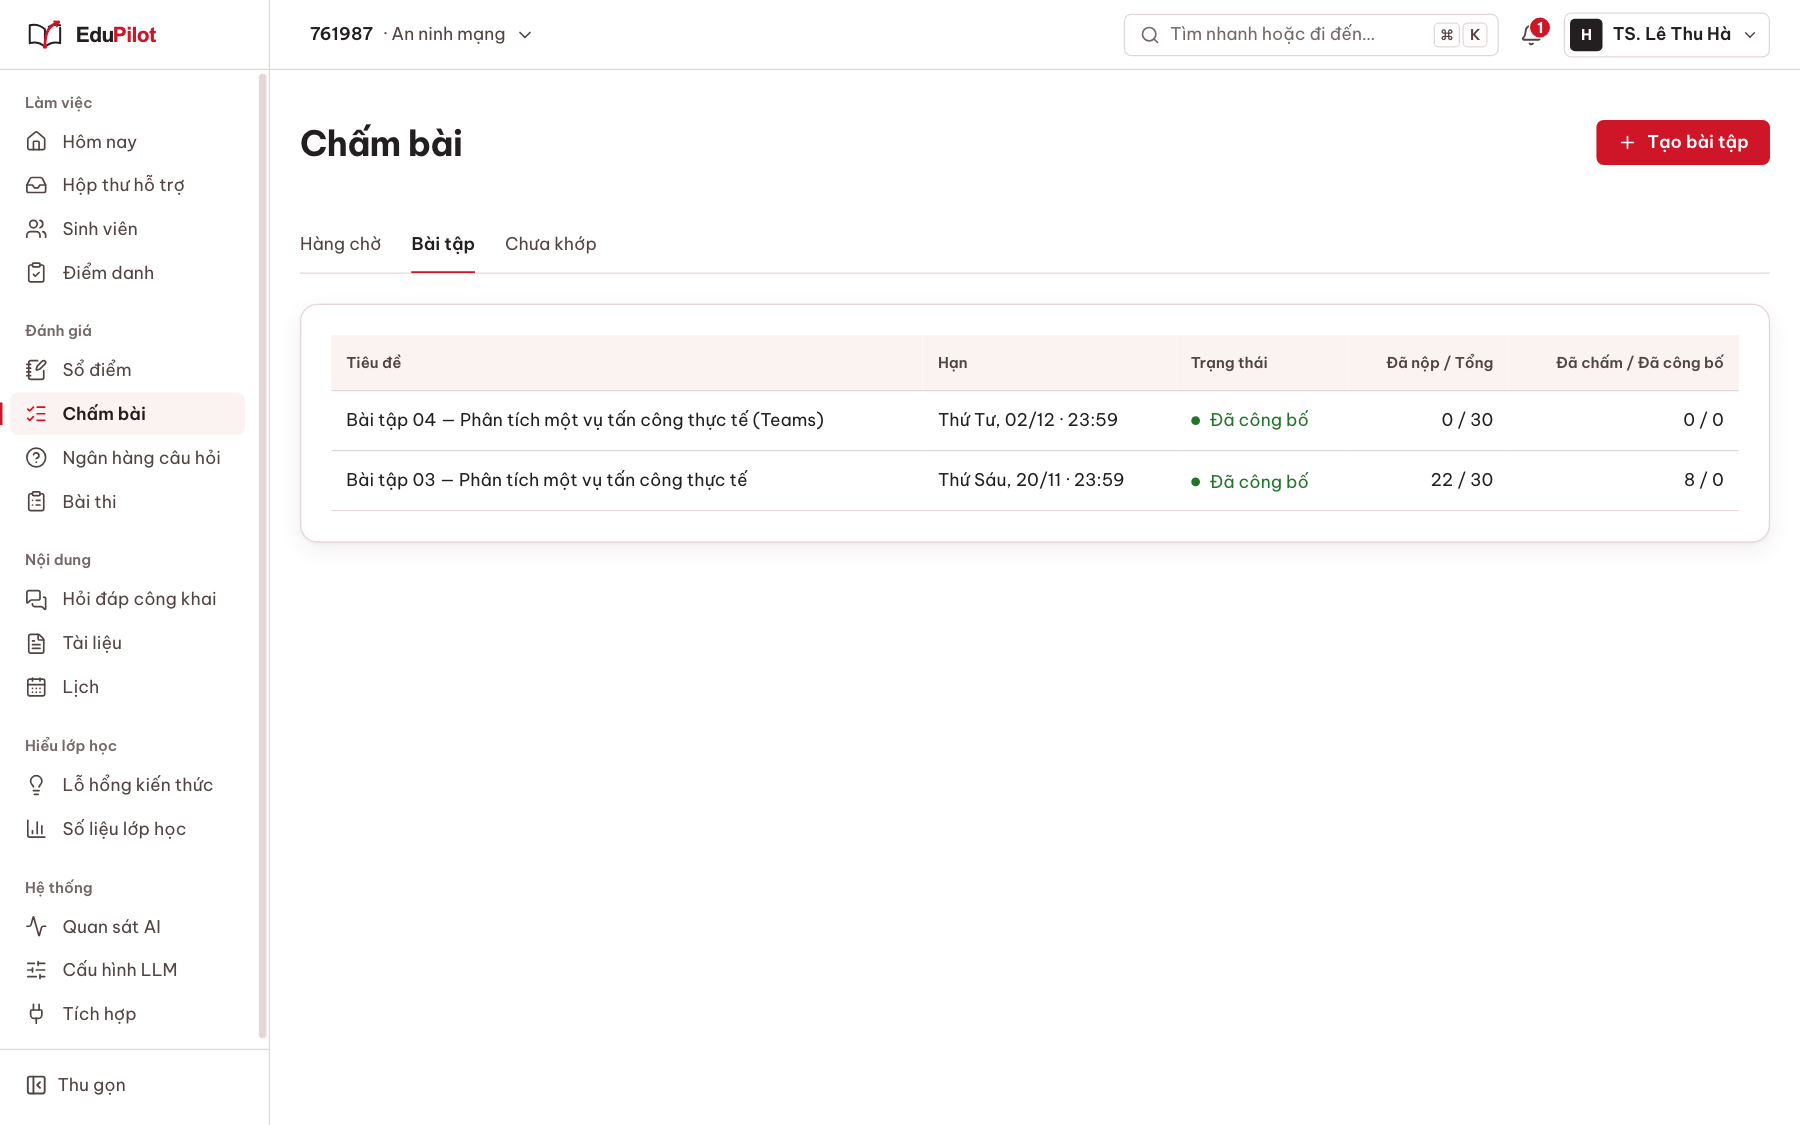 EduPilot
761987 · An ninh mạng
Tìm nhanh hoặc đi đến...
⌘ K
1
H TS. Lê Thu Hà
Làm việc
Hôm nay
Hộp thư hỗ trợ
Sinh viên
Điểm danh
Đánh giá
Sổ điểm
Chấm bài
Ngân hàng câu hỏi
Bài thi
Nội dung
Hỏi đáp công khai
Tài liệu
Lịch
Hiểu lớp học
Lỗ hổng kiến thức
Số liệu lớp học
Hệ thống
Quan sát AI
Cấu hình LLM
Tích hợp
Thu gọn
Chấm bài
+ Tạo bài tập
Hàng chờ Bài tập Chưa khớp
Tiêu đề Hạn Trạng thái Đã nộp / Tổng Đã chấm / Đã công bố
Bài tập 04 — Phân tích một vụ tấn công thực tế (Teams) Thứ Tư, 02/12 · 23:59 Đã công bố 0 / 30 0 / 0
Bài tập 03 — Phân tích một vụ tấn công thực tế Thứ Sáu, 20/11 · 23:59 Đã công bố 22 / 30 8 / 0